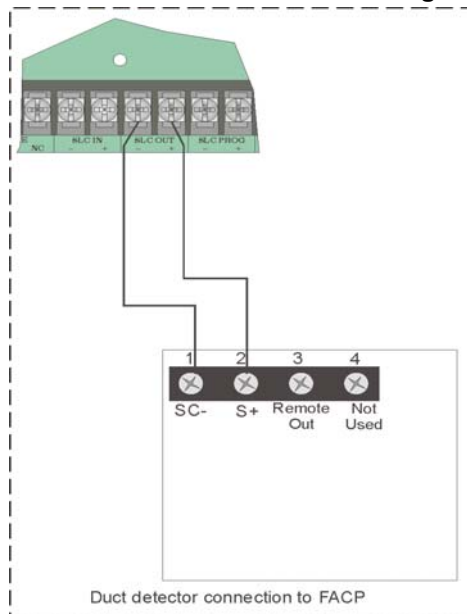 NC SLC IN SLC OUT SLC PROG
- + - + - +
1 2 3 4
SC- S+ Remote Out Not Used
Duct detector connection to FACP